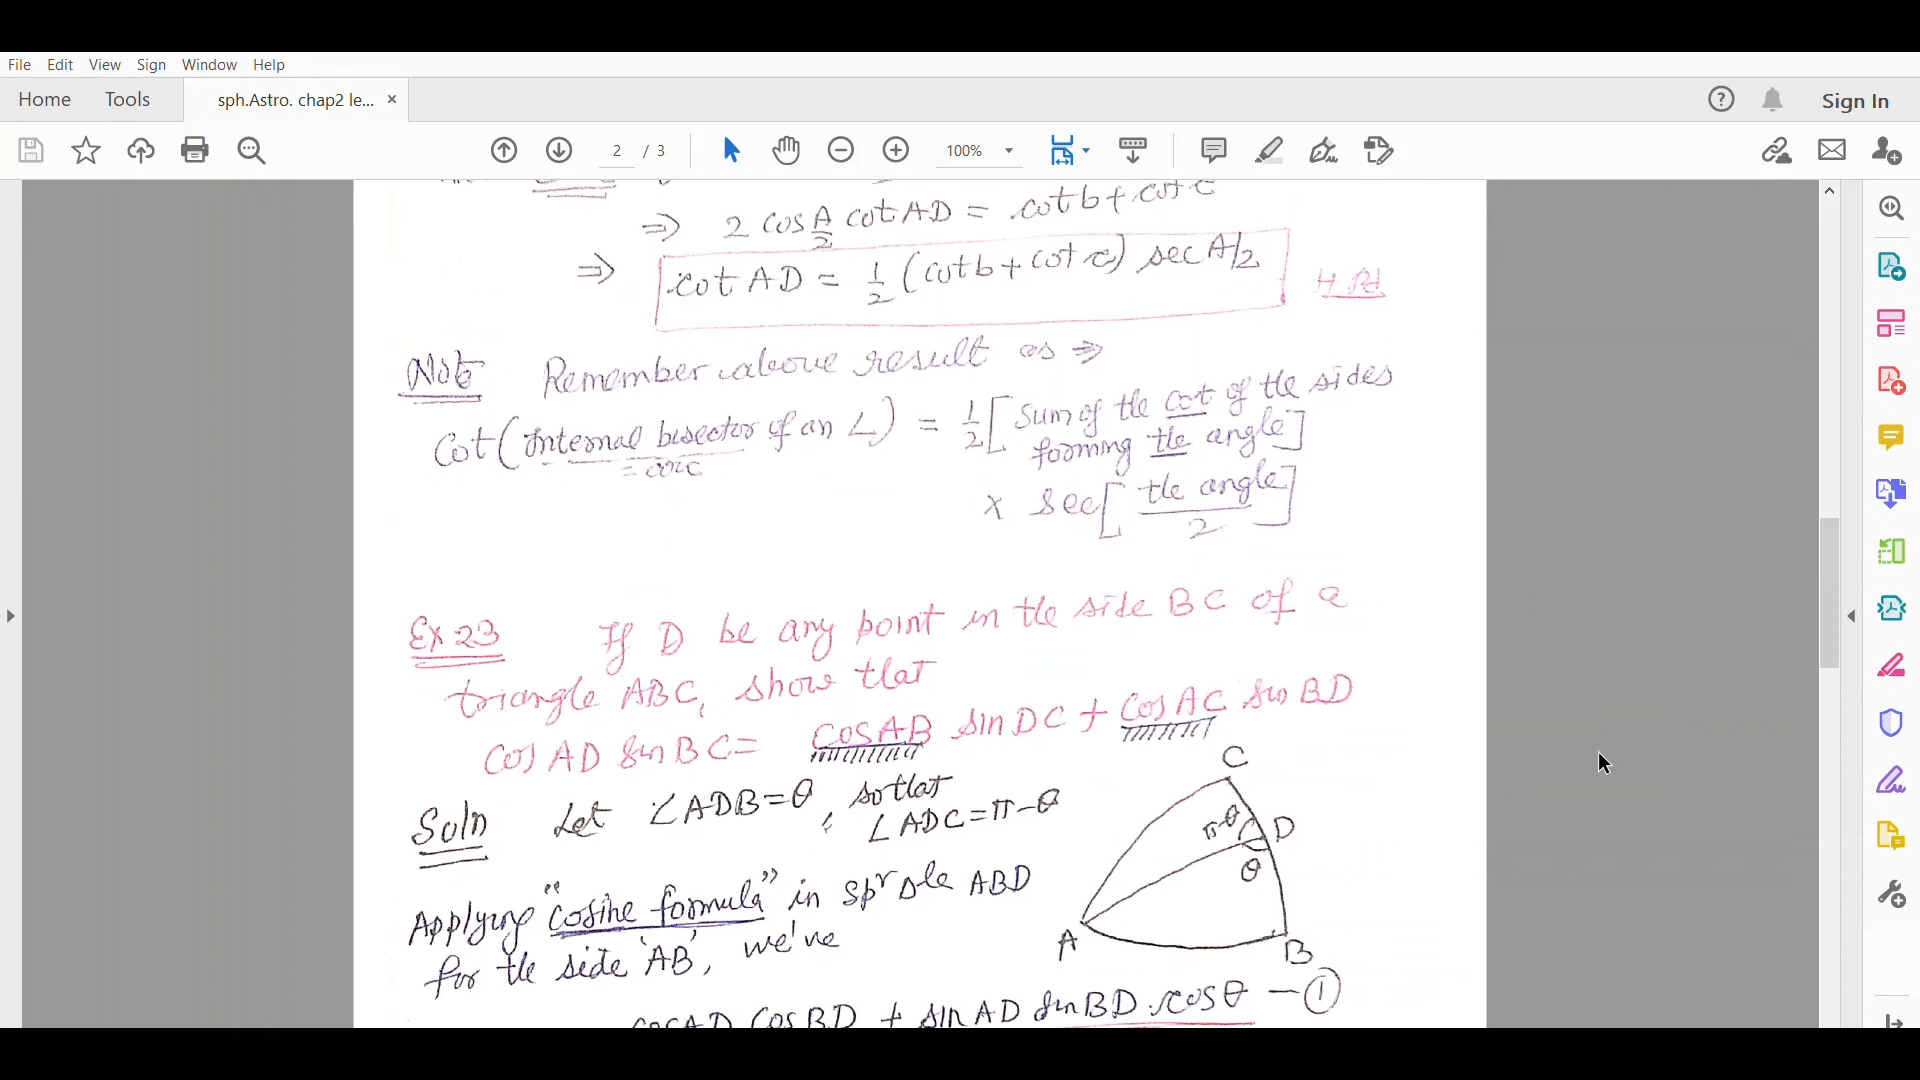 File Edit View Sign Window Help
Home Tools sph.Astro. chap2 le... × Sign In
2 / 3 100%
⇒ 2 cos A/2 cot AD = cot b + cot c
⇒ cot AD = 1/2 (cot b + cot c) sec A/2
Note Remember above result as ⇒
Cot (Internal bisector of an ∠) = 1/2 [Sum of the cot of the sides
= arc forming the angle]
× sec [the angle / 2]
Ex 23 If D be any point in the side BC of a
triangle ABC, show that
cos AD sin BC = cos AB sin DC + cos AC sin BD
Soln Let ∠ADB = θ, so that
∠ADC = π-θ
C
π-θ D
θ
A
B
Applying "cosine formula" in spr Δle ABD
for the side 'AB', we've
cos AD cos BD + sin AD sin BD . cos θ — ①